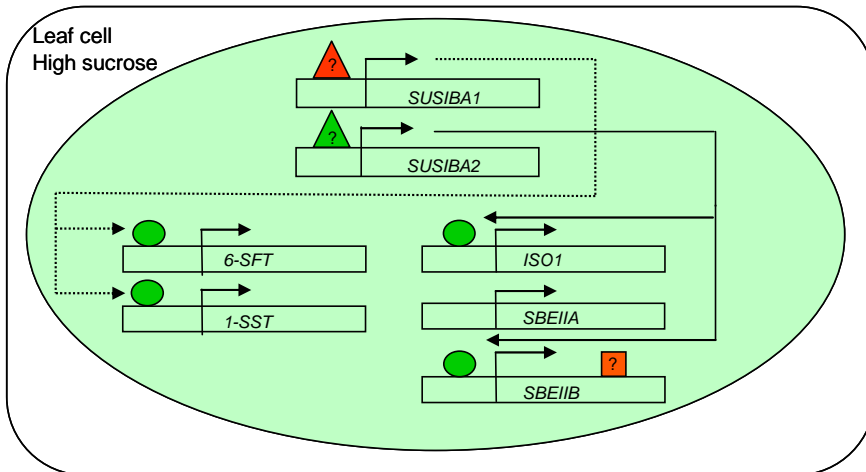 Leaf cell
High sucrose
?
SUSIBA1
?
SUSIBA2
6-SFT
ISO1
1-SST
SBEIIA
?
SBEIIB